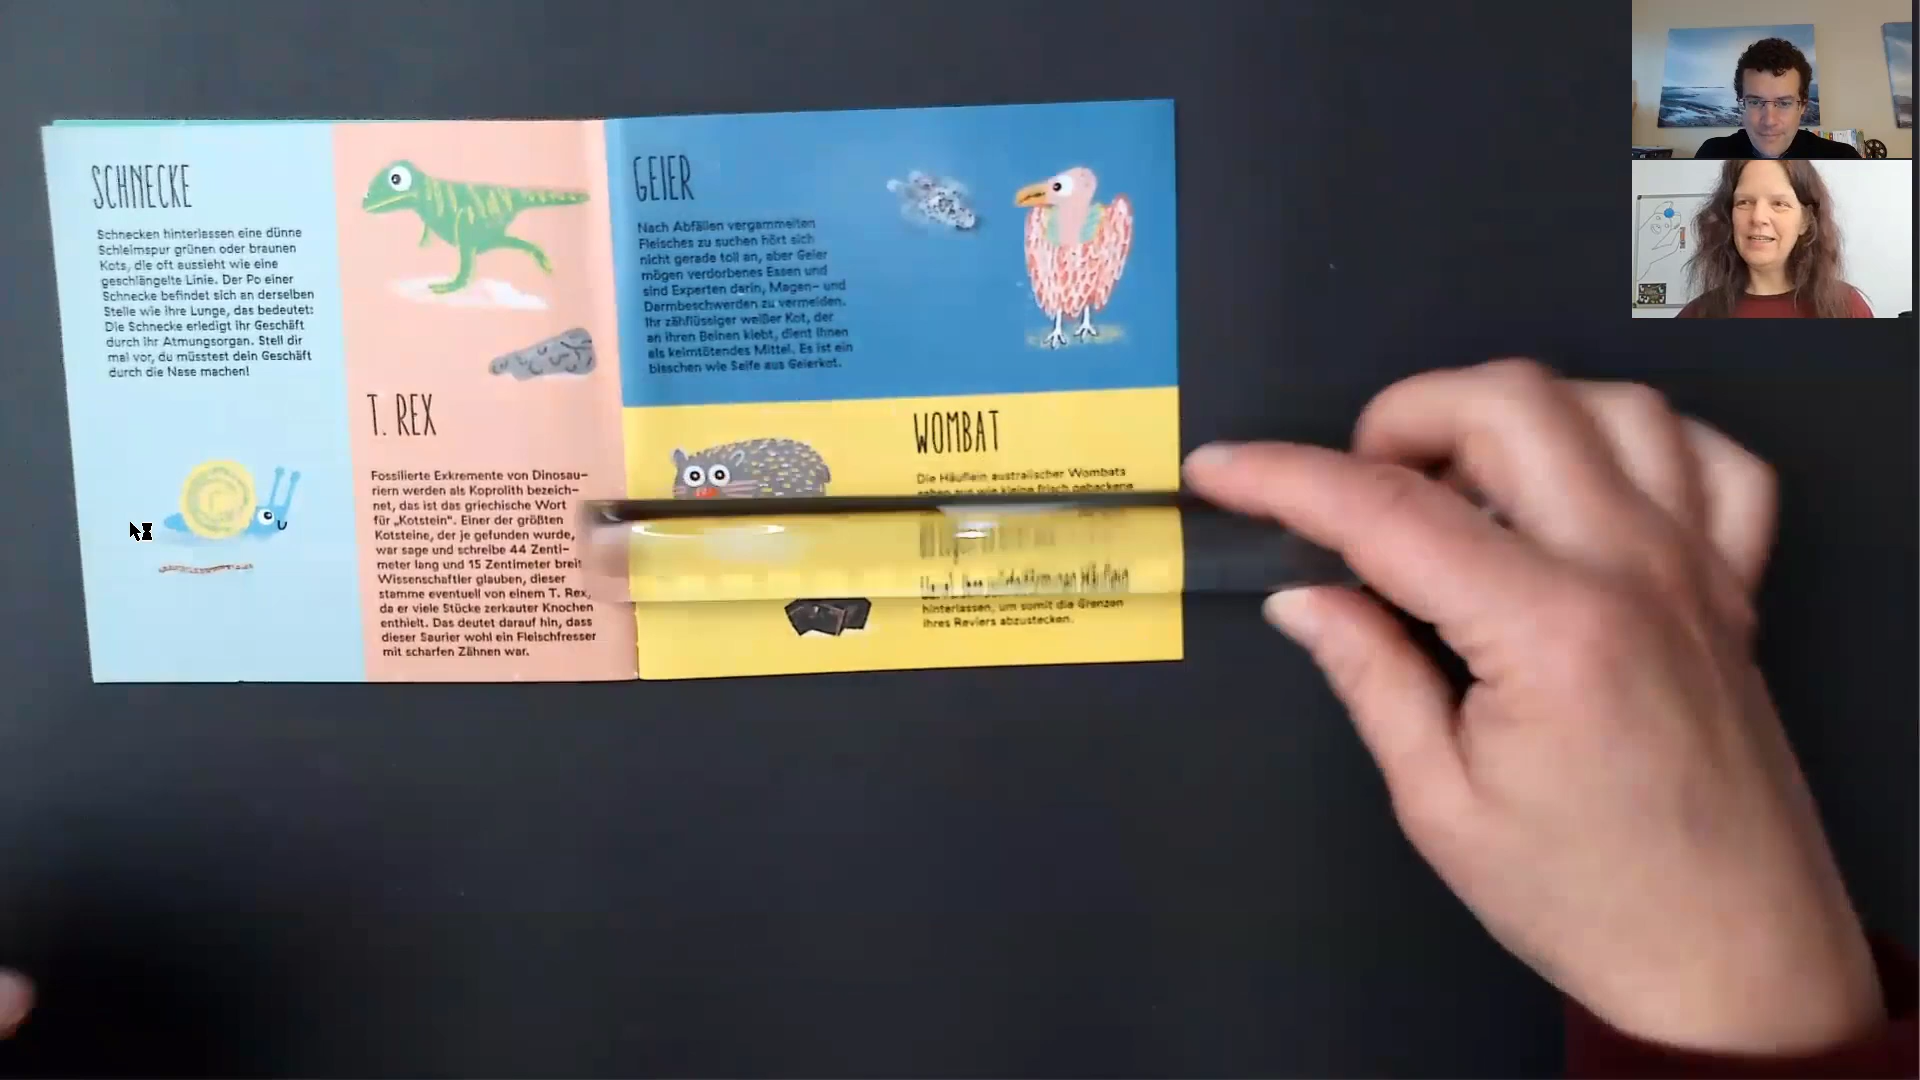 SCHNECKE
Schnecken hinterlassen eine dünne
Schleimspur grünen oder braunen
Kots, die oft aussieht wie eine
geschlängelte Linie. Der Po einer
Schnecke befindet sich an derselben
Stelle wie ihre Lunge, das bedeutet:
Die Schnecke erledigt ihr Geschäft
durch ihr Atmungsorgan. Stell dir
mal vor, du müsstest dein Geschäft
durch die Nase machen!
T. REX
Fossilierte Exkremente von Dinosau-
riern werden als Koprolith bezeich-
net, das ist das griechische Wort
für „Kotstein“. Einer der größten
Kotsteine, der je gefunden wurde,
war sage und schreibe 44 Zenti-
meter lang und 15 Zentimeter breit
Wissenschaftler glauben, dieser
stamme eventuell von einem T. Rex,
da er viele Stücke zerkauter Knochen
enthielt. Das deutet darauf hin, dass
dieser Saurier wohl ein Fleischfresser
mit scharfen Zähnen war.
GEIER
Nach Abfällen vergammelten
Fleisches zu suchen hört sich
nicht gerade toll an, aber Geier
mögen verdorbenes Essen und
sind Experten darin, Magen- und
Darmbeschwerden zu vermeiden.
Ihr zähflüssiger weißer Kot, der
an ihren Beinen klebt, dient ihnen
als keimtötendes Mittel. Es ist ein
bisschen wie Seife aus Geierkot.
WOMBAT
Die Häuflein australischer Wombats
sehen aus wie kleine frisch gebackene
hinterlassen, um somit die Grenzen
ihres Reviers abzustecken.